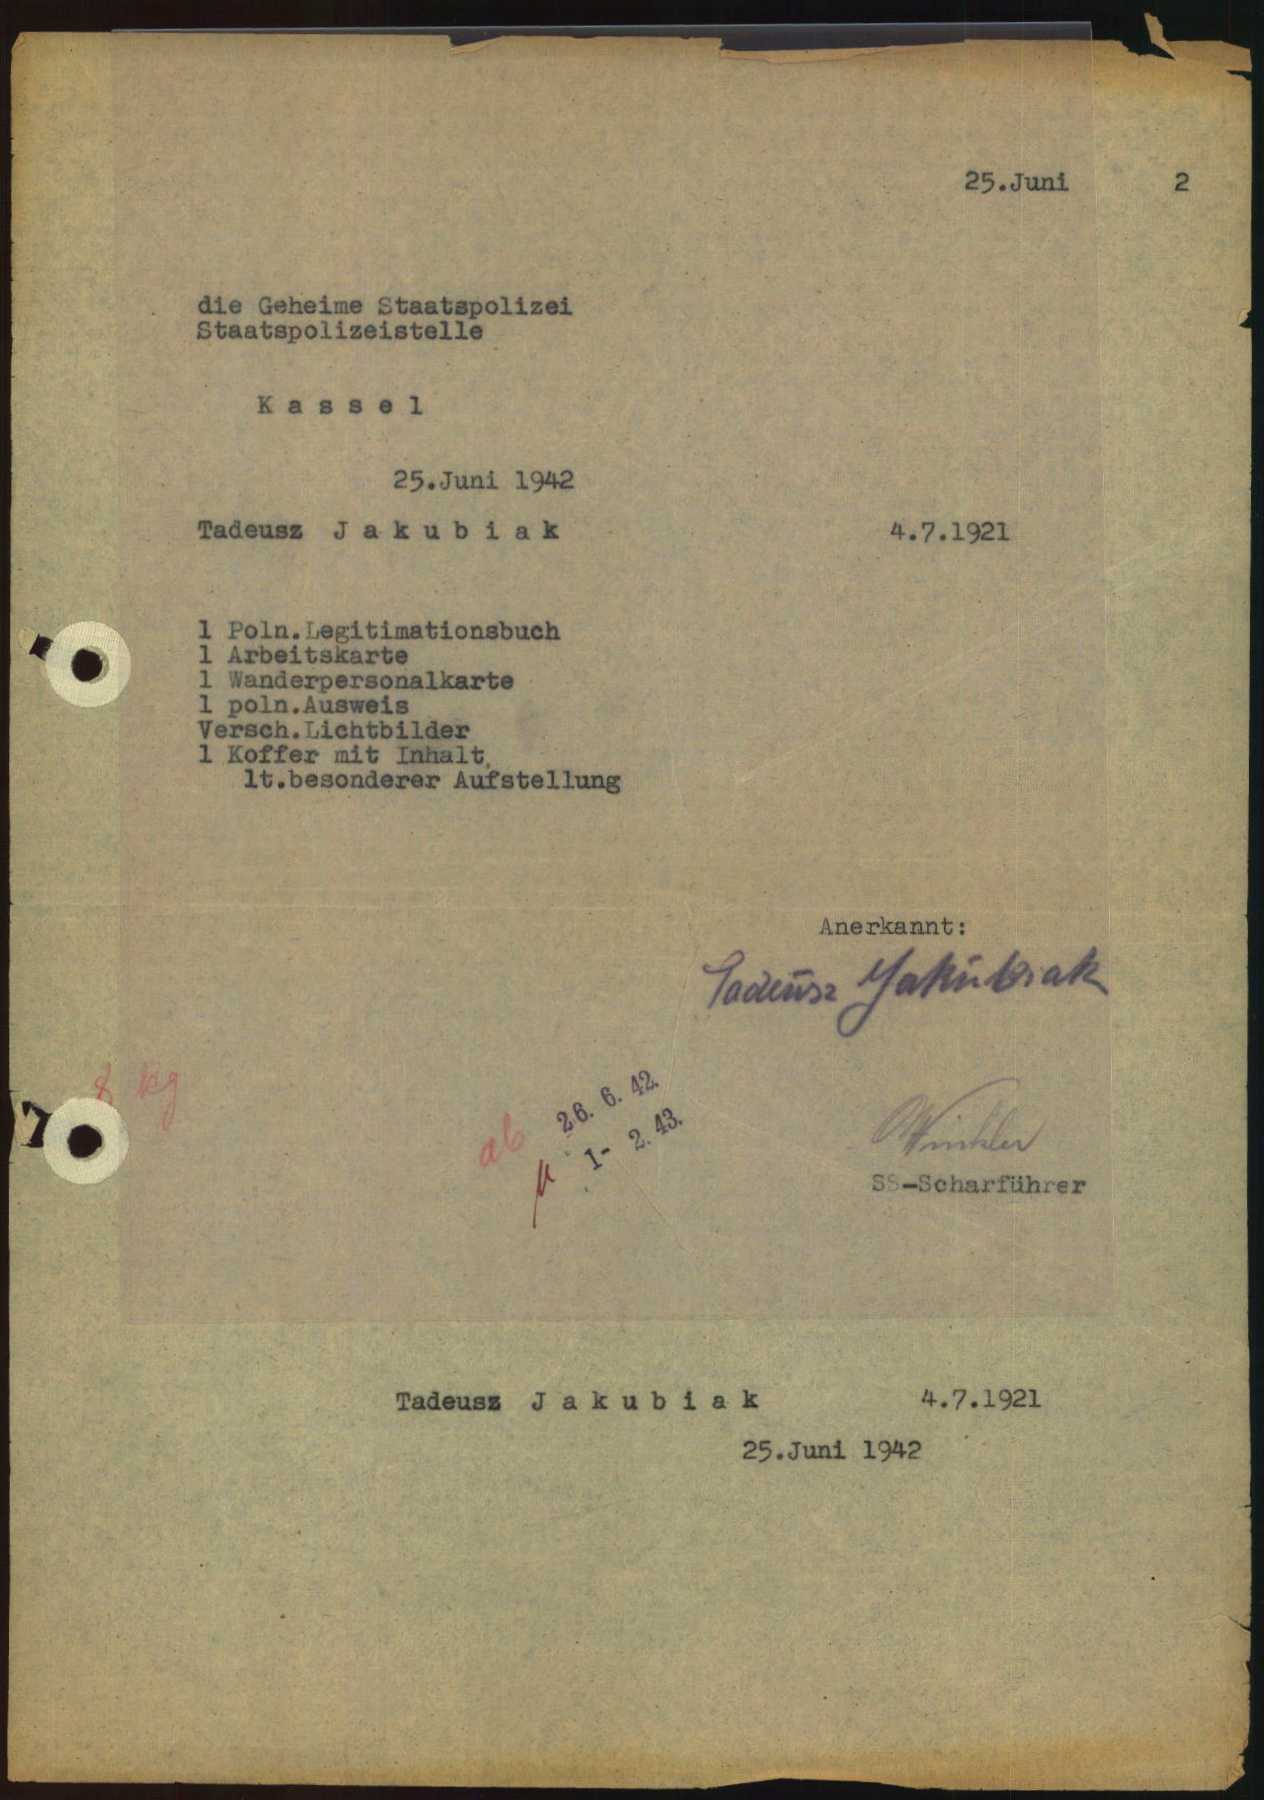 25.Juni 2
die Geheime Staatspolizei
Staatspolizeistelle
K a s s e l
25.Juni 1942
Tadeusz J a k u b i a k 4.7.1921
1 Poln.Legitimationsbuch
1 Arbeitskarte
1 Wanderpersonalkarte
1 poln.Ausweis
Versch.Lichtbilder
1 Koffer mit Inhalt
lt.besonderer Aufstellung
Anerkannt:
Tadeusz Jakubiak
8 kg
ab 26. 6. 42.
1- 2. 43.
Winkler
SS-Scharführer
Tadeusz J a k u b i a k 4.7.1921
25.Juni 1942